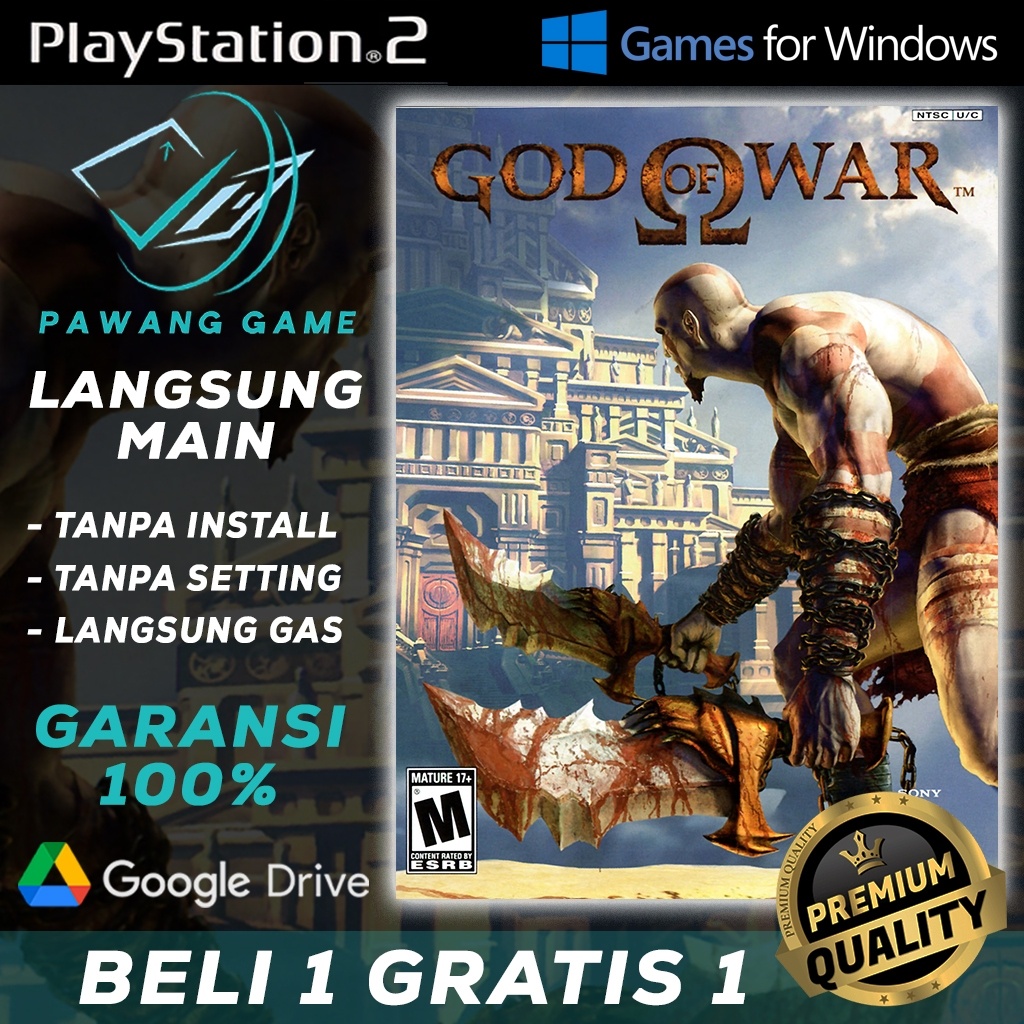 PlayStation®2
Games for Windows
NTSC U/C
GOD OF WAR™
PAWANG GAME
LANGSUNG
MAIN
- TANPA INSTALL
- TANPA SETTING
- LANGSUNG GAS
GARANSI
100%
Google Drive
MATURE 17+
M
®
CONTENT RATED BY
ESRB
SONY
PREMIUM QUALITY
PREMIUM
QUALITY
BELI 1 GRATIS 1